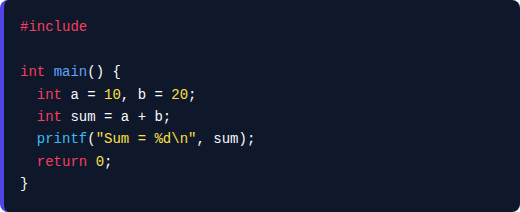 #include

int main() {
  int a = 10, b = 20;
  int sum = a + b;
  printf("Sum = %d\n", sum);
  return 0;
}